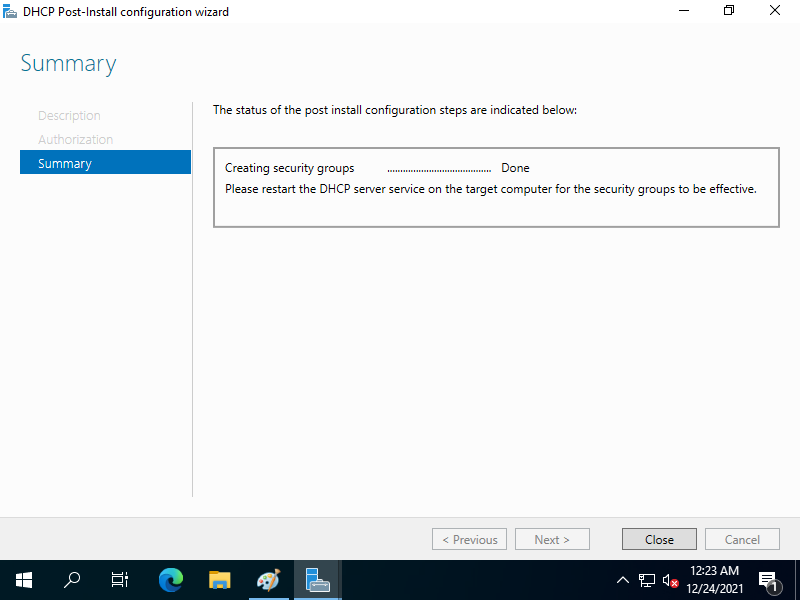 DHCP Post-Install configuration wizard
Summary
Description
Authorization
Summary
The status of the post install configuration steps are indicated below:
Creating security groups ........................................ Done
Please restart the DHCP server service on the target computer for the security groups to be effective.
< Previous
Next >
Close
Cancel
12:23 AM
12/24/2021
1